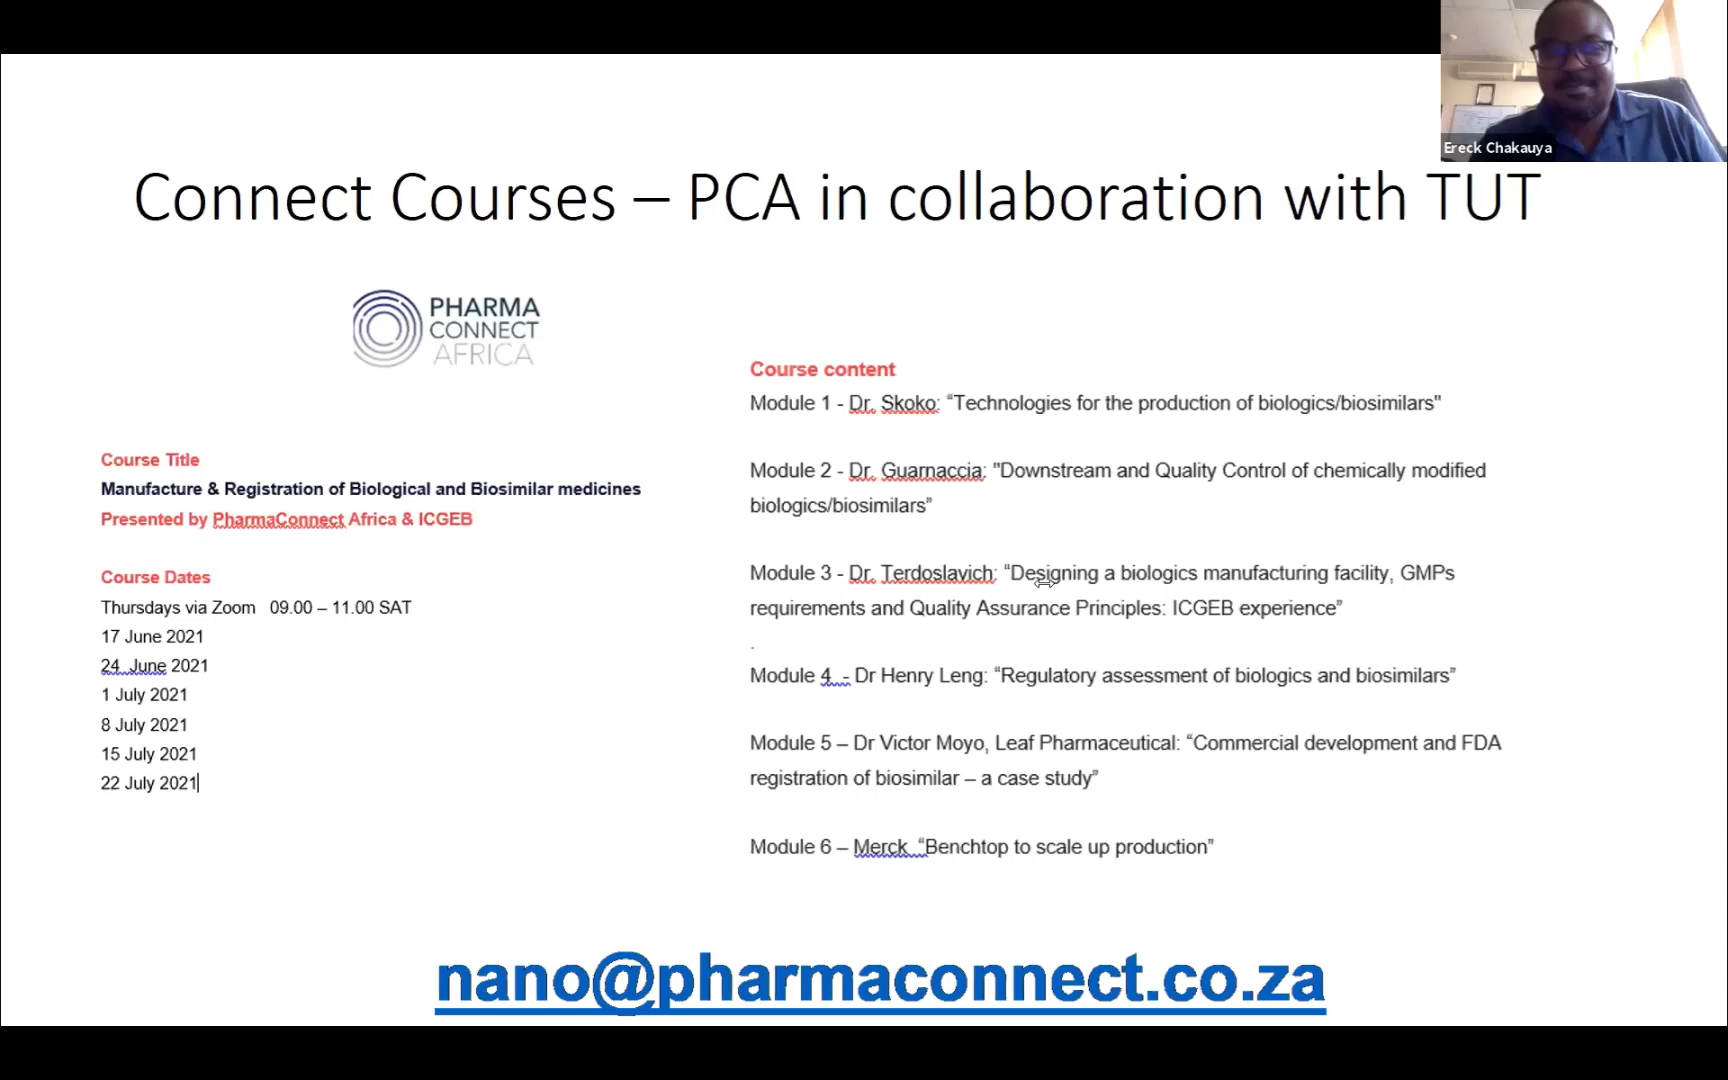 Ereck Chakauya
Connect Courses – PCA in collaboration with TUT
PHARMA
CONNECT
AFRICA
Course Title
Manufacture & Registration of Biological and Biosimilar medicines
Presented by PharmaConnect Africa & ICGEB
Course Dates
Thursdays via Zoom   09.00 – 11.00 SAT
17 June 2021
24  June 2021
1 July 2021
8 July 2021
15 July 2021
22 July 2021
Course content
Module 1 - Dr. Skoko: “Technologies for the production of biologics/biosimilars"
Module 2 - Dr. Guarnaccia: "Downstream and Quality Control of chemically modified
biologics/biosimilars”
Module 3 - Dr. Terdoslavich: “Designing a biologics manufacturing facility, GMPs
requirements and Quality Assurance Principles: ICGEB experience”
.
Module 4  - Dr Henry Leng: “Regulatory assessment of biologics and biosimilars”
Module 5 – Dr Victor Moyo, Leaf Pharmaceutical: “Commercial development and FDA
registration of biosimilar – a case study”
Module 6 – Merck  “Benchtop to scale up production”
nano@pharmaconnect.co.za